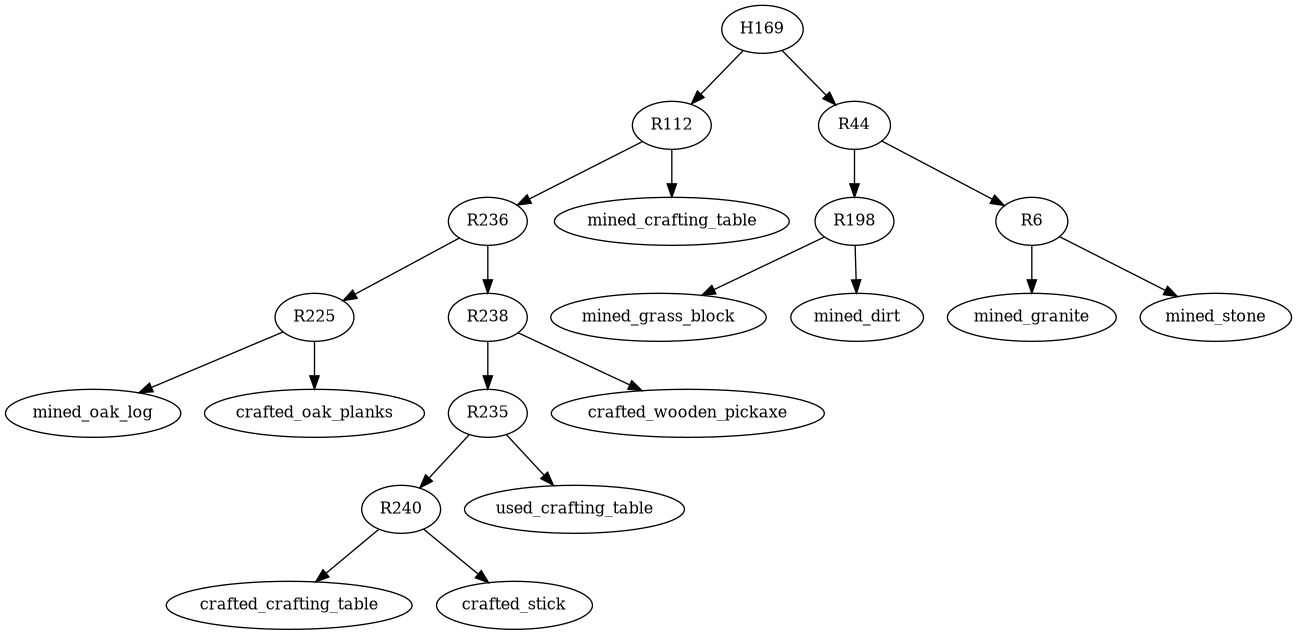 H169
R112
R44
R236
mined_crafting_table
R198
R6
R225
R238
mined_grass_block
mined_dirt
mined_granite
mined_stone
mined_oak_log
crafted_oak_planks
R235
crafted_wooden_pickaxe
R240
used_crafting_table
crafted_crafting_table
crafted_stick